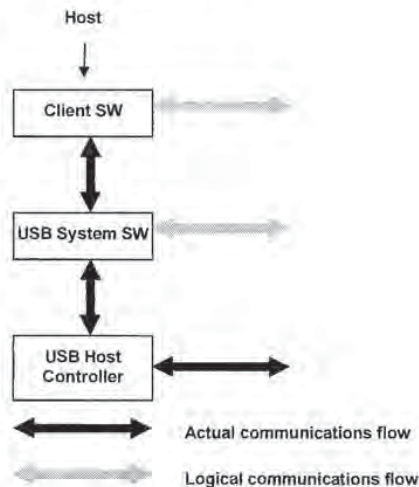 Host
Client SW
USB System SW
USB Host
Controller
Actual communications flow
Logical communications flow